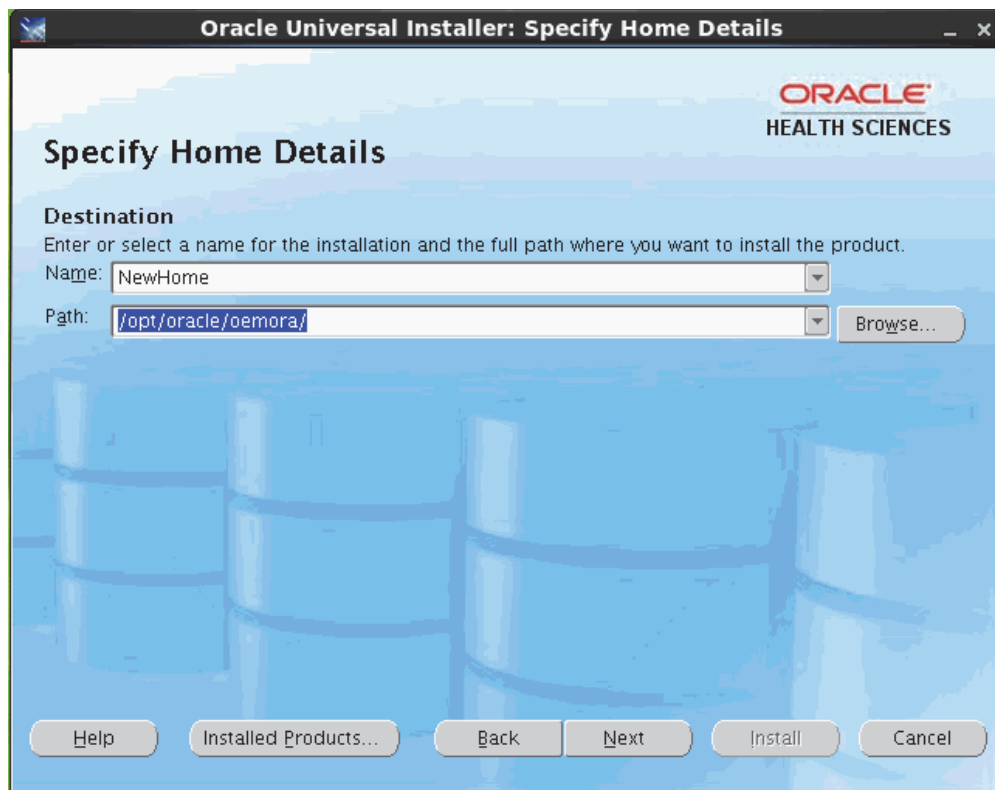 Oracle Universal Installer: Specify Home Details
ORACLE
HEALTH SCIENCES
Specify Home Details
Destination
Enter or select a name for the installation and the full path where you want to install the product.
Name: NewHome
Path: /opt/oracle/oemora/ Browse...
Help Installed Products... Back Next Install Cancel